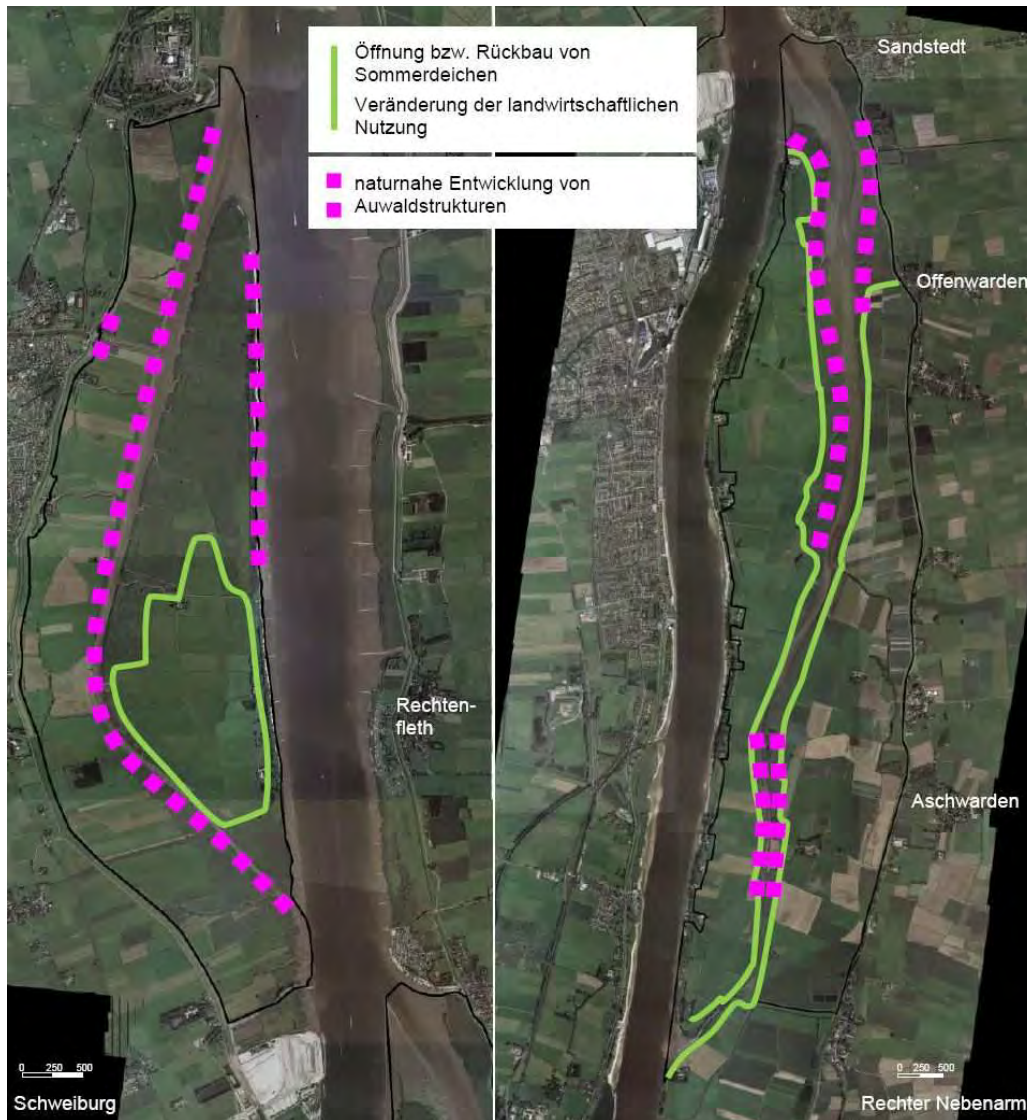 Öffnung bzw. Rückbau von
Sommerdeichen
Veränderung der landwirtschaftlichen
Nutzung
naturnahe Entwicklung von
Auwaldstrukturen
Rechten-
fleth
0 250 500
Schweiburg
Sandstedt
Offenwarden
Aschwarden
0 250 500
Rechter Nebenarm